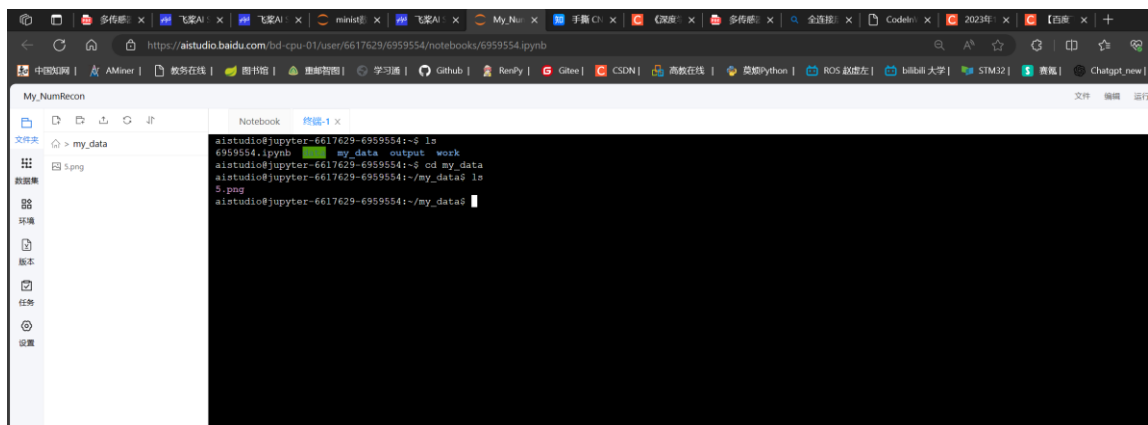 多传感 飞桨AI 飞桨AI minist 飞桨AI My_Nur 手撕CN 《深度 多传感 全连接 CodeIn 2023年 【百度
https://aistudio.baidu.com/bd-cpu-01/user/6617629/6959554/notebooks/6959554.ipynb
中国知网 | AMiner | 教务在线 | 图书馆 | 重邮智图 | 学习通 | Github | RenPy | Gitee | CSDN | 高教在线 | 莫烦Python | ROS 赵虚左 | bilibili 大学 | STM32 | 赛氪 | Chatgpt_new |
My_NumRecon 文件 编辑 运行
文件夹
数据集
环境
版本
任务
设置
> my_data
5.png
Notebook 终端-1 ×
aistudio@jupyter-6617629-6959554:~$ ls
6959554.ipynb my_data output work
aistudio@jupyter-6617629-6959554:~$ cd my_data
aistudio@jupyter-6617629-6959554:~/my_data$ ls
5.png
aistudio@jupyter-6617629-6959554:~/my_data$